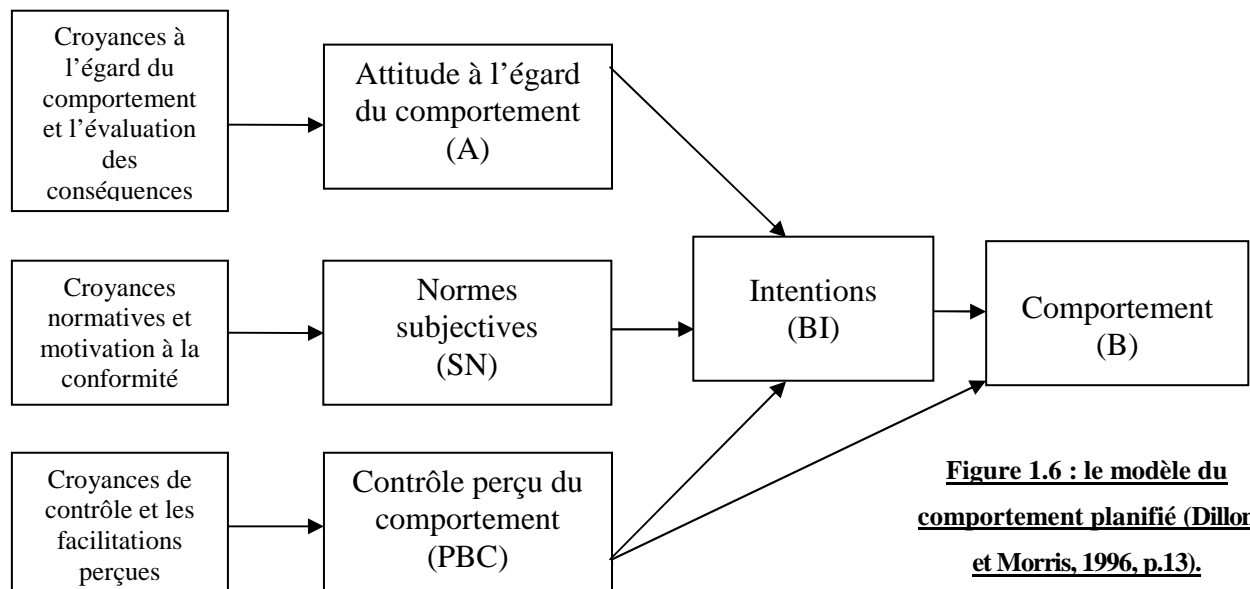 Croyances à
l’égard du
comportement
et l’évaluation
des
conséquences
Attitude à l’égard
du comportement
(A)
Croyances
normatives et
motivation à la
conformité
Normes
subjectives
(SN)
Intentions
(BI)
Comportement
(B)
Croyances de
contrôle et les
facilitations
perçues
Contrôle perçu du
comportement
(PBC)
Figure 1.6 : le modèle du
comportement planifié (Dillon
et Morris, 1996, p.13).